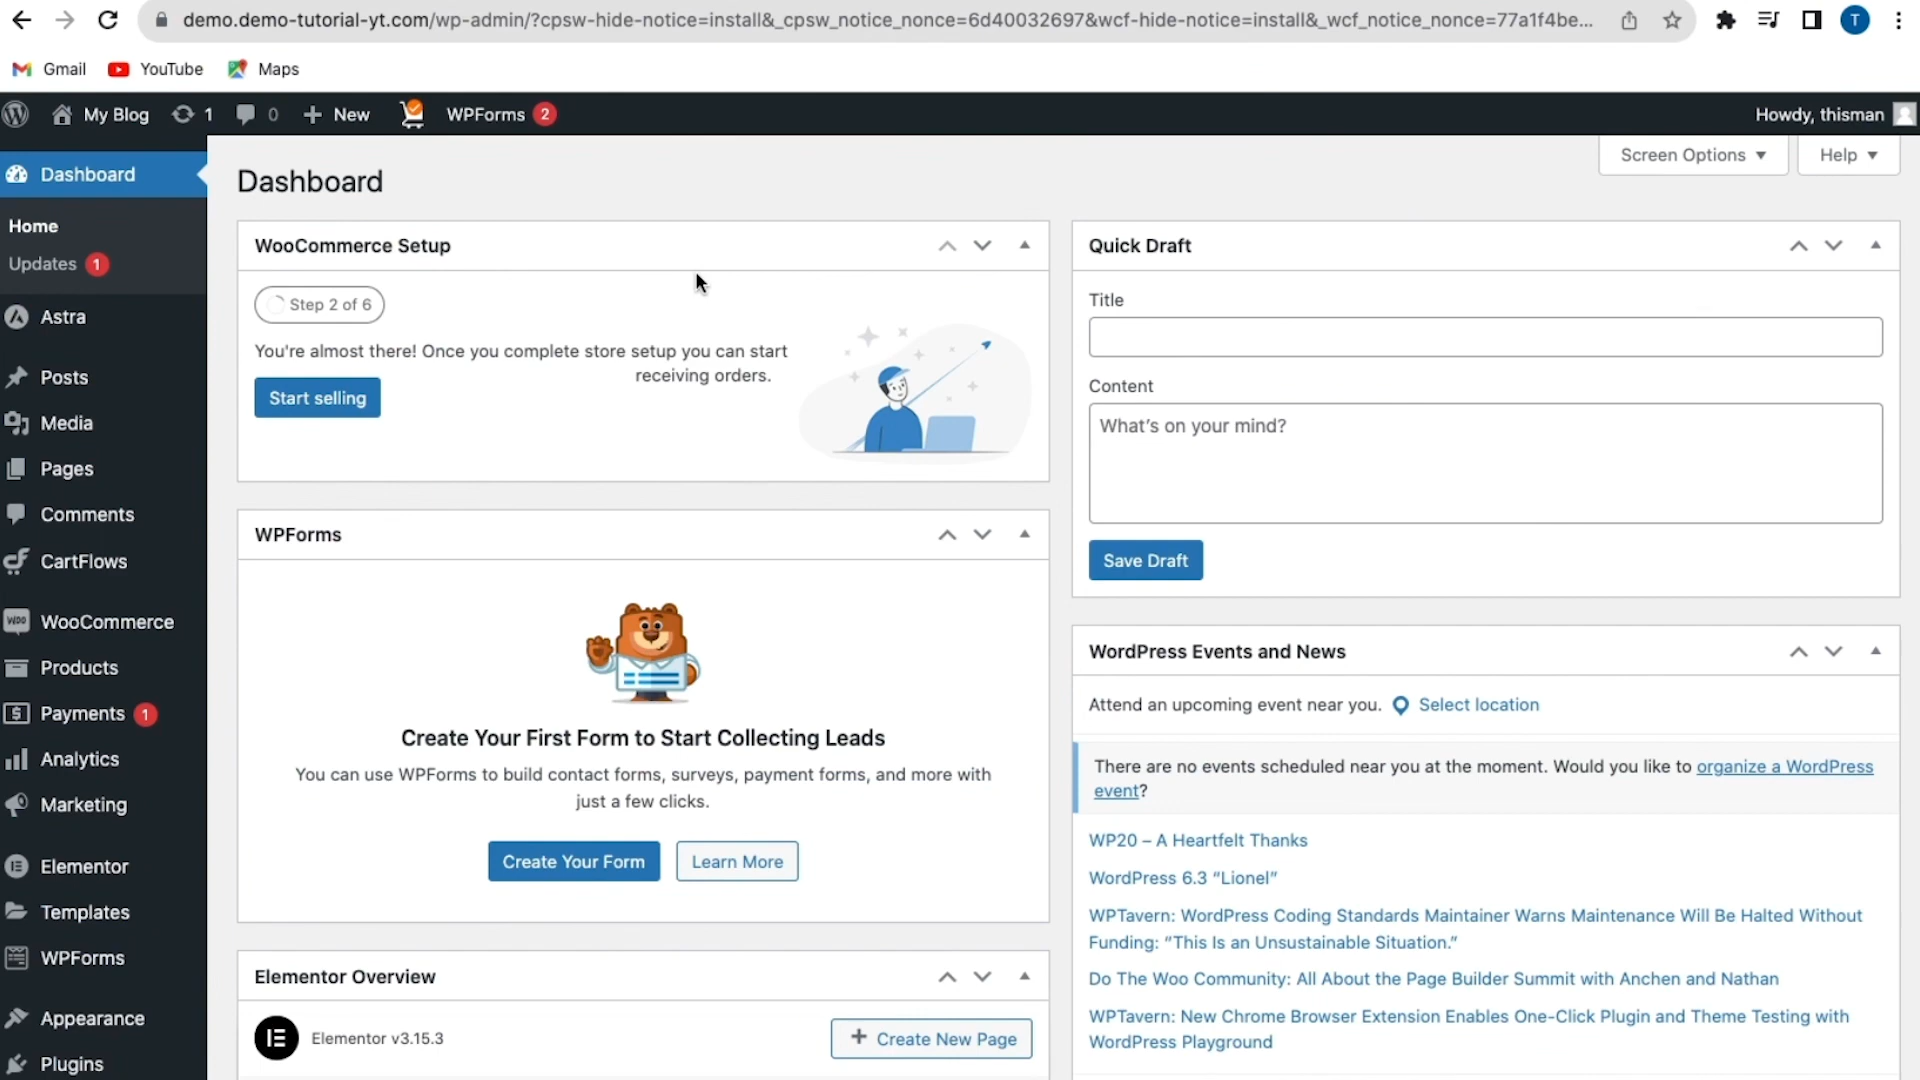 demo.demo-tutorial-yt.com/wp-admin/?cpsw-hide-notice=install&_cpsw_notice_nonce=6d40032697&wcf-hide-notice=install&_wcf_notice_nonce=77a1f4be...
T
Gmail
YouTube
Maps
My Blog
1
0
New
WPForms 2
Howdy, thisman
Dashboard
Home
Updates 1
Astra
Posts
Media
Pages
Comments
CartFlows
WooCommerce
Products
Payments 1
Analytics
Marketing
Elementor
Templates
WPForms
Appearance
Plugins
Screen Options
Help
Dashboard
WooCommerce Setup
Step 2 of 6
You're almost there! Once you complete store setup you can start
receiving orders.
Start selling
WPForms
Create Your First Form to Start Collecting Leads
You can use WPForms to build contact forms, surveys, payment forms, and more with
just a few clicks.
Create Your Form
Learn More
Elementor Overview
Elementor v3.15.3
Create New Page
Quick Draft
Title
Content
What's on your mind?
Save Draft
WordPress Events and News
Attend an upcoming event near you. Select location
There are no events scheduled near you at the moment. Would you like to organize a WordPress
event?
WP20 – A Heartfelt Thanks
WordPress 6.3 “Lionel”
WPTavern: WordPress Coding Standards Maintainer Warns Maintenance Will Be Halted Without
Funding: “This Is an Unsustainable Situation.”
Do The Woo Community: All About the Page Builder Summit with Anchen and Nathan
WPTavern: New Chrome Browser Extension Enables One-Click Plugin and Theme Testing with
WordPress Playground